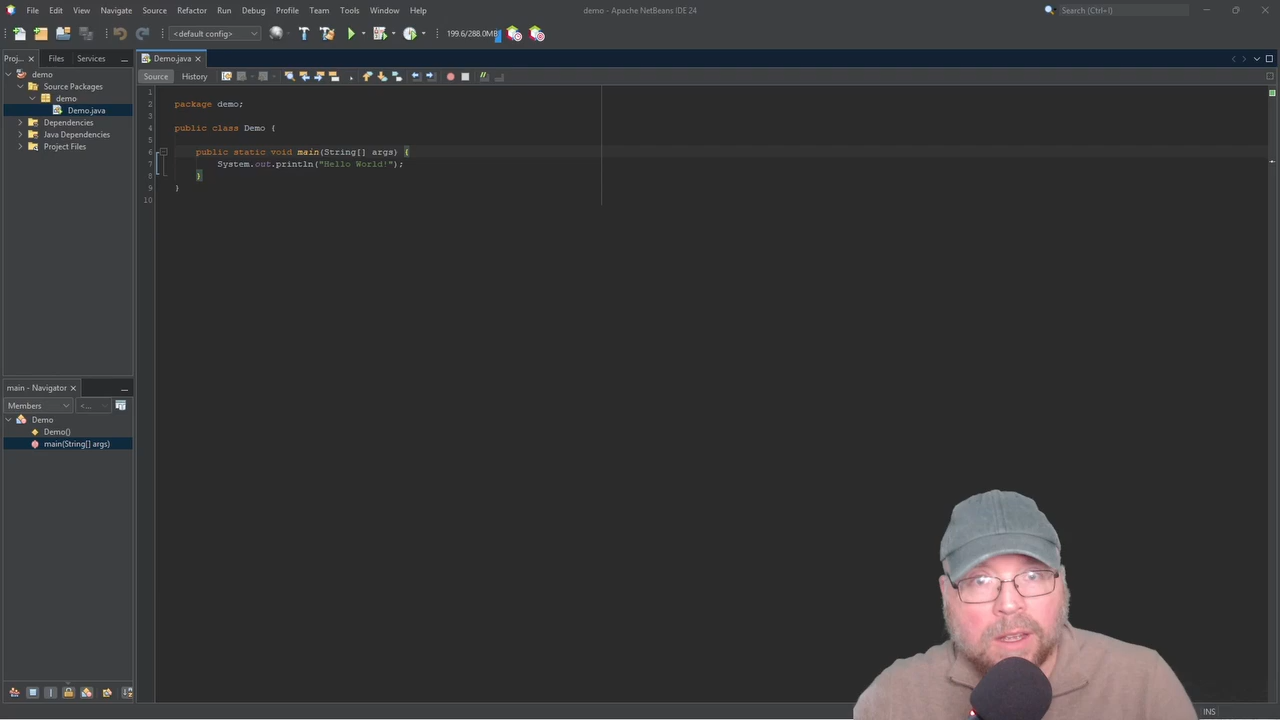 File Edit View Navigate Source Refactor Run Debug Profile Team Tools Window Help
demo - Apache NetBeans IDE 24
Search (Ctrl+I)
<default config>
199.6/288.0MB
Proj... Files Services
Demo.java
demo
Source Packages
demo
Demo.java
Dependencies
Java Dependencies
Project Files
Source History
1
2 package demo;
3
4 public class Demo {
5
6 public static void main(String[] args) {
7 System.out.println("Hello World!");
8 }
9 }
10
main - Navigator
Members <...
Demo
Demo()
main(String[] args)
INS